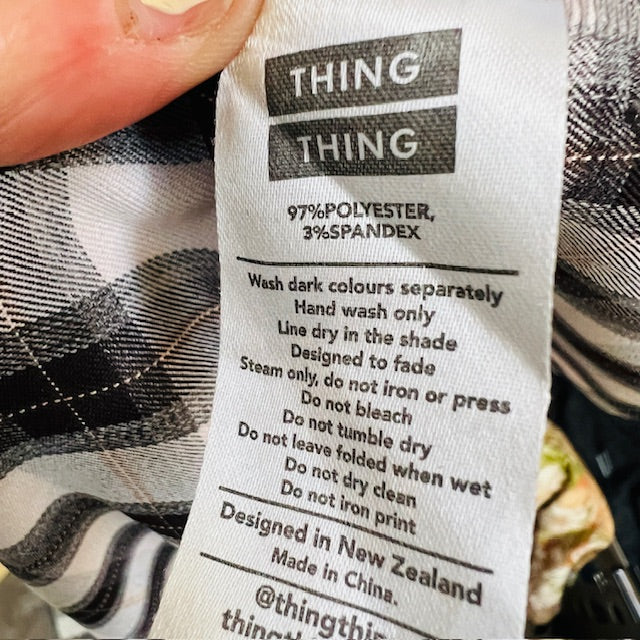 THING
THING
97%POLYESTER,
3%SPANDEX
Wash dark colours separately
Hand wash only
Line dry in the shade
Designed to fade
Steam only, do not iron or press
Do not bleach
Do not tumble dry
Do not leave folded when wet
Do not dry clean
Do not iron print
Designed in New Zealand
Made in China.